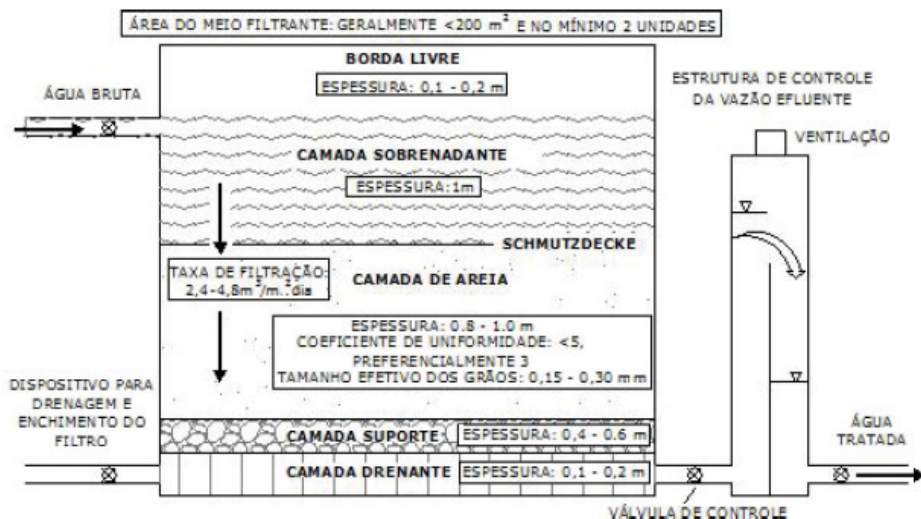 ÁREA DO MEIO FILTRANTE: GERALMENTE <200 m² E NO MÍNIMO 2 UNIDADES
BORDA LIVRE
ESPESSURA: 0,1 - 0,2 m
ESTRUTURA DE CONTROLE
DA VAZÃO EFLUENTE
ÁGUA BRUTA
VENTILAÇÃO
CAMADA SOBRENADANTE
ESPESSURA: 1m
SCHMUTZDECKE
TAXA DE FILTRAÇÃO:
2,4-4,8m³/m.²dia
CAMADA DE AREIA
ESPESSURA: 0.8 - 1.0 m
COEFICIENTE DE UNIFORMIDADE: <5,
PREFERENCIALMENTE 3
TAMANHO EFETIVO DOS GRÃOS: 0,15 - 0,30 mm
DISPOSITIVO PARA
DRENAGEM E
ENCHIMENTO DO
FILTRO
CAMADA SUPORTE
ESPESSURA: 0,4 - 0.6 m
ÁGUA
TRATADA
CAMADA DRENANTE
ESPESSURA: 0,1 - 0,2 m
VÁLVULA DE CONTROLE